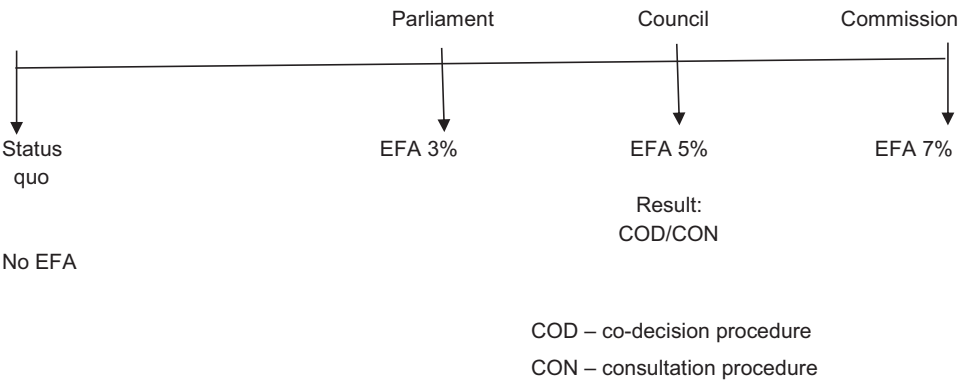 Parliament Council Commission
Status
quo
EFA 3% EFA 5% EFA 7%
Result:
COD/CON
No EFA
COD – co-decision procedure
CON – consultation procedure